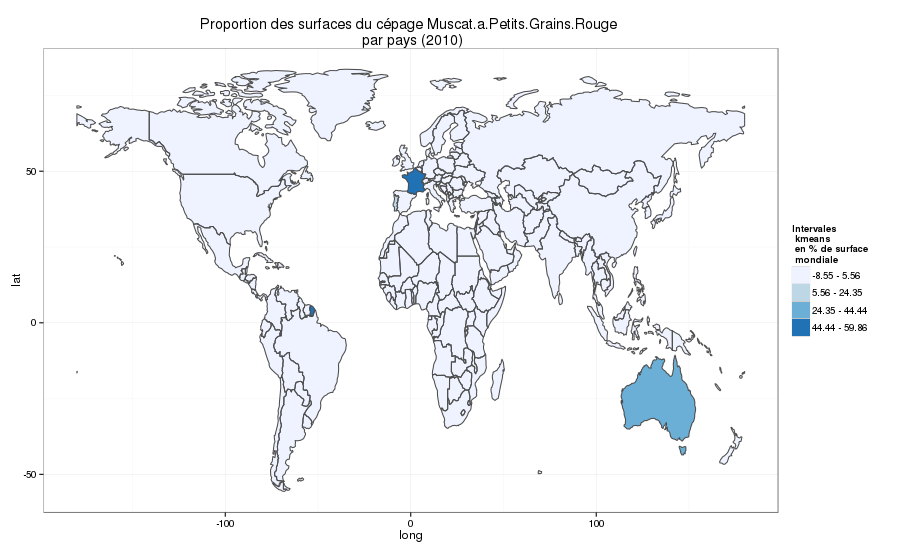 Proportion des surfaces du cépage Muscat.a.Petits.Grains.Rouge
par pays (2010)
50
0
-50
lat
-100
0
100
long
Intervales
kmeans
en % de surface
mondiale
-8.55 - 5.56
5.56 - 24.35
24.35 - 44.44
44.44 - 59.86